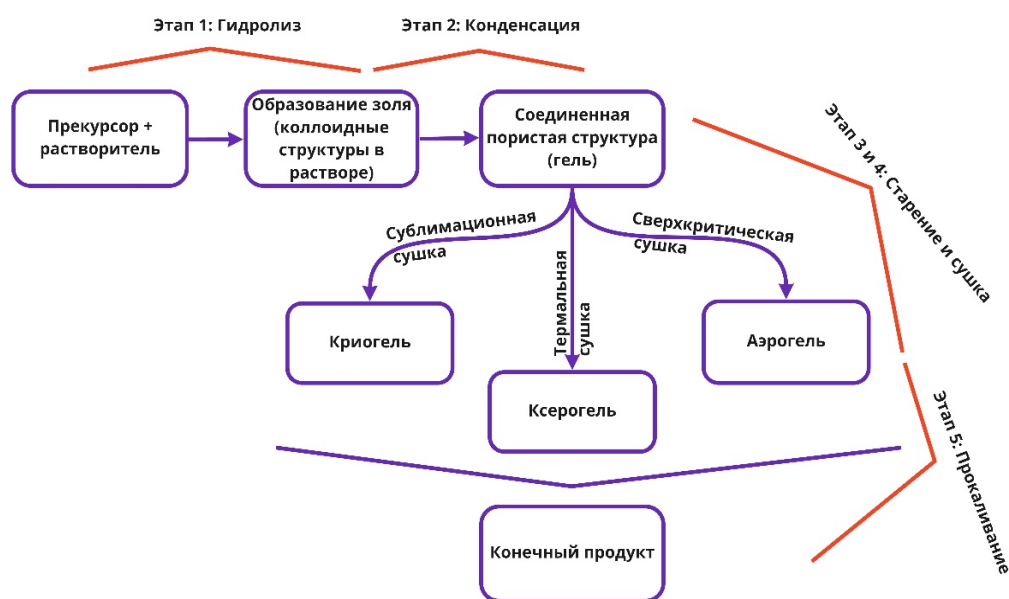 Этап 1: Гидролиз
Этап 2: Конденсация
Прекурсор +
растворитель
Образование золя
(коллоидные
структуры в
растворе)
Соединенная
пористая структура
(гель)
Этап 3 и 4: Старение и сушка
Сублимационная
сушка
Термальная
сушка
Сверхкритическая
сушка
Криогель
Ксерогель
Аэрогель
Этап 5: Прокаливание
Конечный продукт